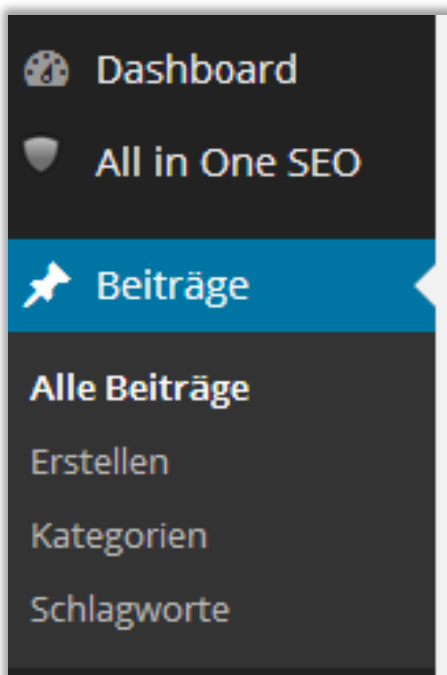 Dashboard
All in One SEO
Beiträge
Alle Beiträge
Erstellen
Kategorien
Schlagworte